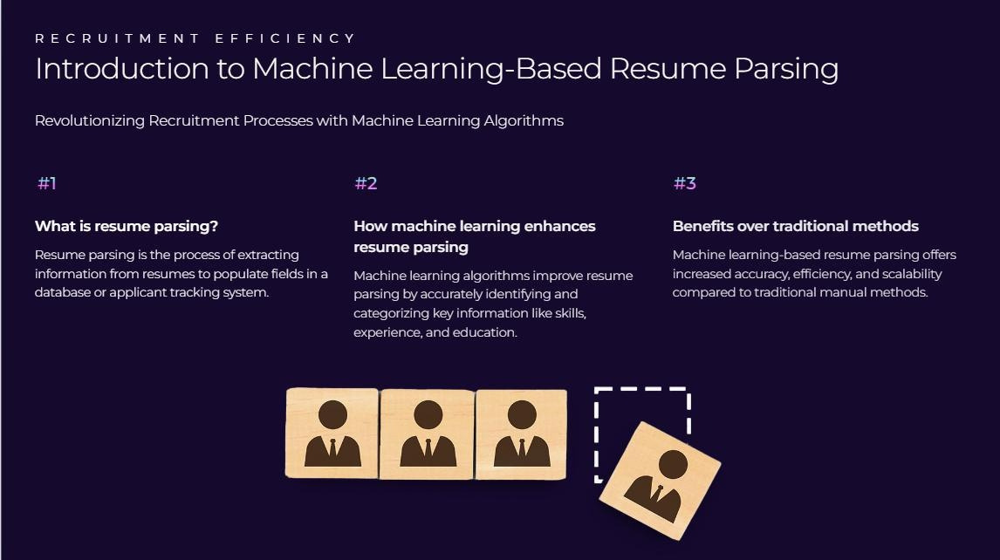 RECRUITMENT EFFICIENCY
Introduction to Machine Learning-Based Resume Parsing
Revolutionizing Recruitment Processes with Machine Learning Algorithms
#1
What is resume parsing?
Resume parsing is the process of extracting
information from resumes to populate fields in a
database or applicant tracking system.
#2
How machine learning enhances
resume parsing
Machine learning algorithms improve resume
parsing by accurately identifying and
categorizing key information like skills,
experience, and education.
#3
Benefits over traditional methods
Machine learning-based resume parsing offers
increased accuracy, efficiency, and scalability
compared to traditional manual methods.